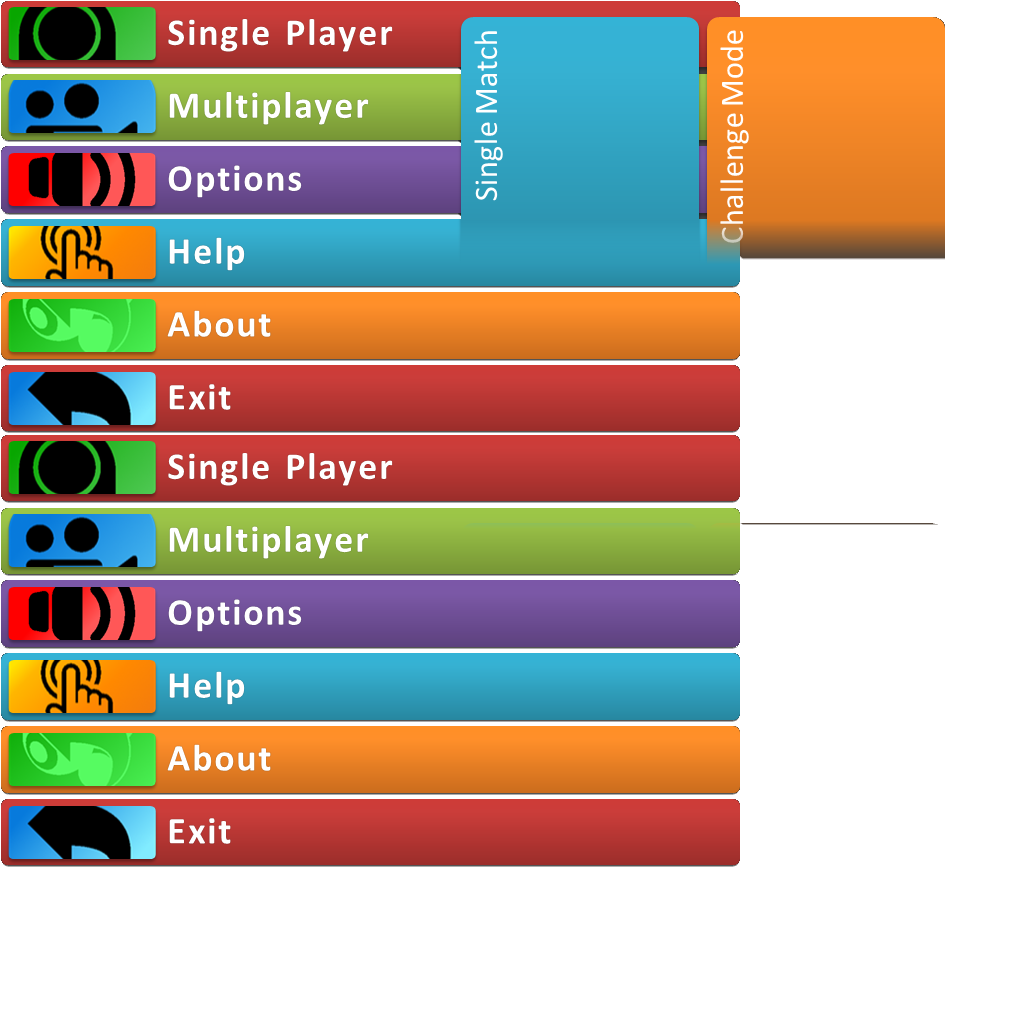 Single Player
Single Match
Challenge Mode
Multiplayer
Options
Help
About
Exit
Single Player
Multiplayer
Options
Help
About
Exit